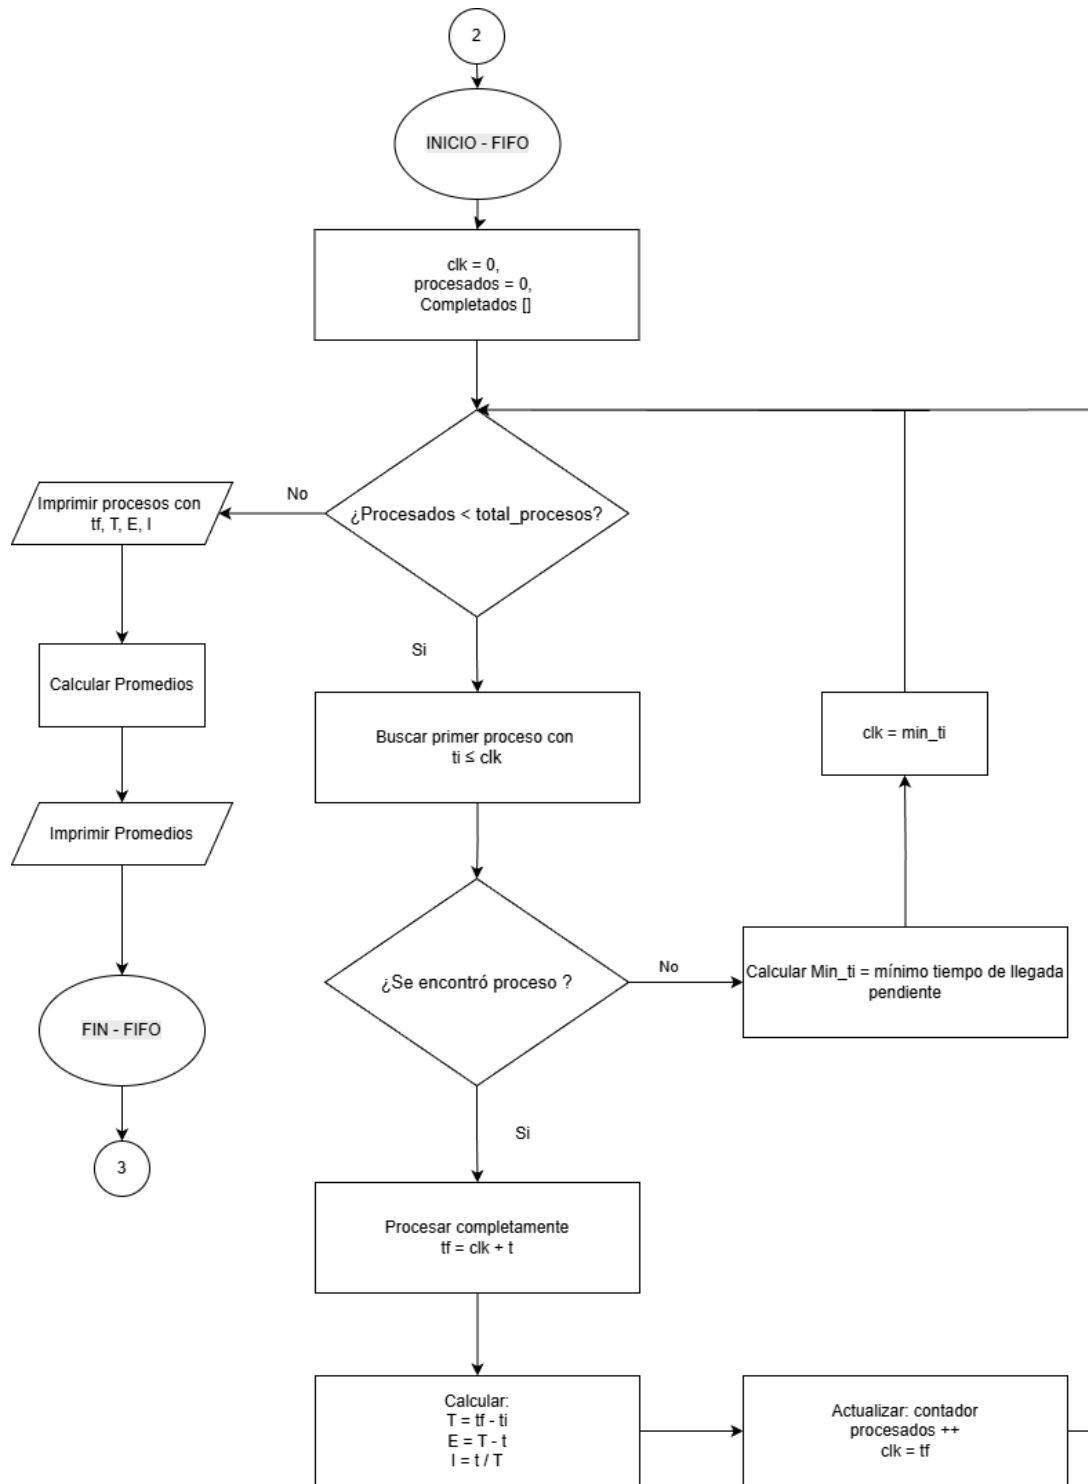 2
INICIO - FIFO
clk = 0,
procesados = 0,
Completados []
¿Procesados < total_procesos?
No
Imprimir procesos con
tf, T, E, I
Calcular Promedios
Imprimir Promedios
FIN - FIFO
3
Si
Buscar primer proceso con
ti ≤ clk
¿Se encontró proceso ?
No
Calcular Min_ti = mínimo tiempo de llegada
pendiente
clk = min_ti
Si
Procesar completamente
tf = clk + t
Calcular:
T = tf - ti
E = T - t
I = t / T
Actualizar: contador
procesados ++
clk = tf